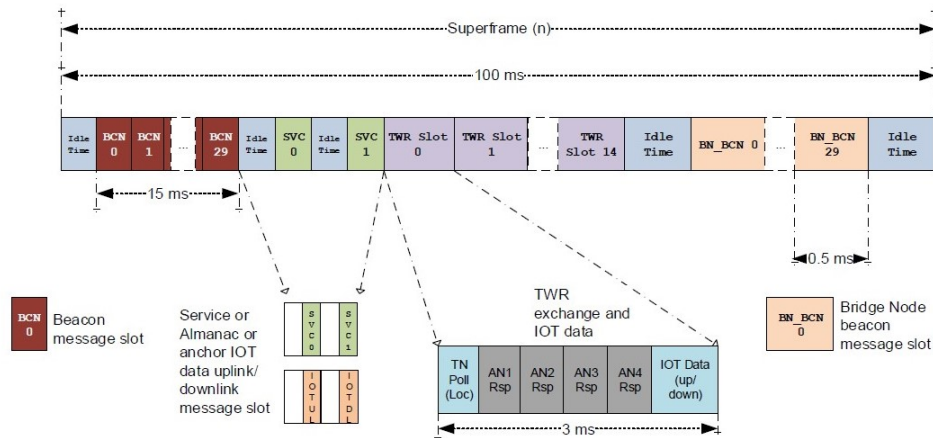 Superframe (n)
100 ms
Idle
Time
BCN
0
BCN
1
...
BCN
29
Idle
Time
SVC
0
Idle
Time
SVC
1
TWR Slot
0
TWR Slot
1
...
TWR
Slot 14
Idle
Time
BN_BCN 0
...
BN_BCN
29
Idle
Time
15 ms
0.5 ms
BCN
0
Beacon
message slot
Service or
Almanac or
anchor IOT
data uplink/
downlink
message slot
SVC0
SVC1
IOTUL
IOTDL
TWR
exchange and
IOT data
TN
Poll
(Loc)
AN1
Rsp
AN2
Rsp
AN3
Rsp
AN4
Rsp
IOT Data
(up/
down)
3 ms
BN_BCN
0
Bridge Node
beacon
message slot